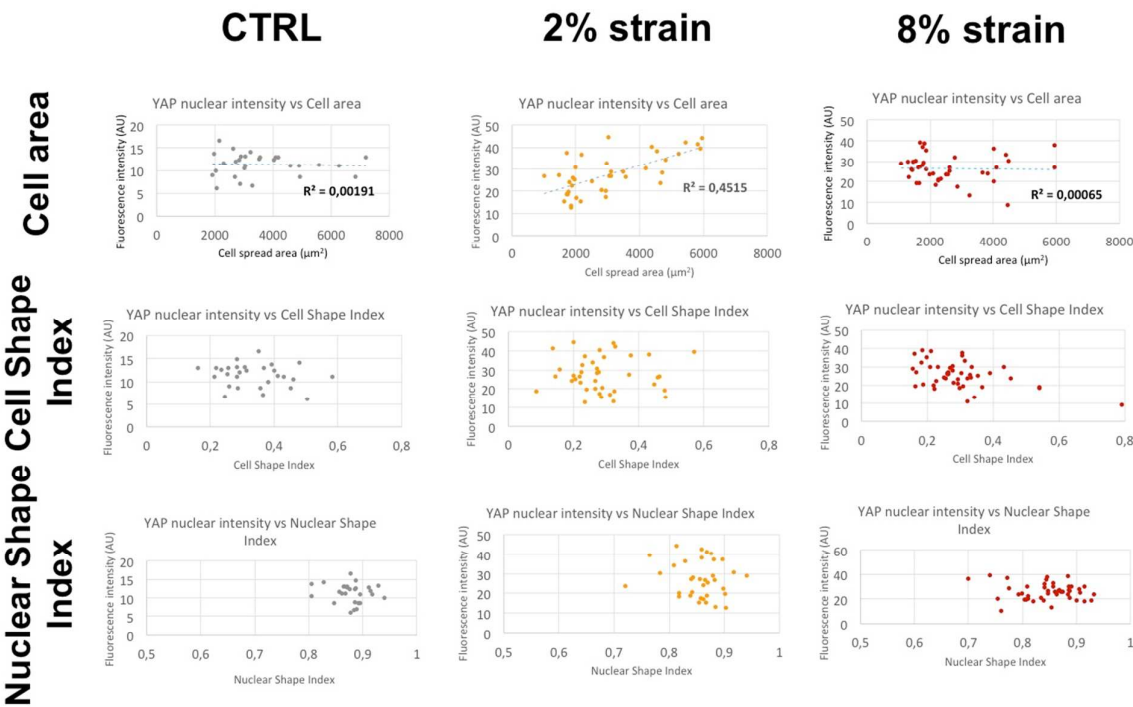 CTRL
2% strain
8% strain
Cell area
YAP nuclear intensity vs Cell area
Fluorescence intensity (AU)
20
15
10
5
0
R² = 0,00191
0 2000 4000 6000 8000
Cell spread area (µm²)
YAP nuclear intensity vs Cell area
Fluorescence intensity (AU)
50
40
30
20
10
0
R² = 0,4515
0 2000 4000 6000 8000
Cell spread area (µm²)
YAP nuclear intensity vs Cell area
Fluorescence intensity (AU)
50
40
30
20
10
0
R² = 0,00065
0 2000 4000 6000 8000
Cell spread area (µm²)
Cell Shape
Index
YAP nuclear intensity vs Cell Shape Index
Fluorescence intensity (AU)
20
15
10
5
0
0 0,2 0,4 0,6 0,8
Cell Shape Index
YAP nuclear intensity vs Cell Shape Index
Fluorescence intensity (AU)
50
40
30
20
10
0
0 0,2 0,4 0,6 0,8
Cell Shape Index
YAP nuclear intensity vs Cell Shape Index
Fluorescence intensity (AU)
50
40
30
20
10
0
0 0,2 0,4 0,6 0,8
Cell Shape Index
Nuclear Shape
Index
YAP nuclear intensity vs Nuclear Shape
Index
Fluorescence intensity (AU)
20
15
10
5
0
0,5 0,6 0,7 0,8 0,9 1
Nuclear Shape Index
YAP nuclear intensity vs Nuclear Shape Index
Fluorescence intensity (AU)
50
40
30
20
10
0
0,5 0,6 0,7 0,8 0,9 1
Nuclear Shape Index
YAP nuclear intensity vs Nuclear Shape
Index
Fluorescence intensity (AU)
60
40
20
0
0,5 0,6 0,7 0,8 0,9 1
Nuclear Shape Index